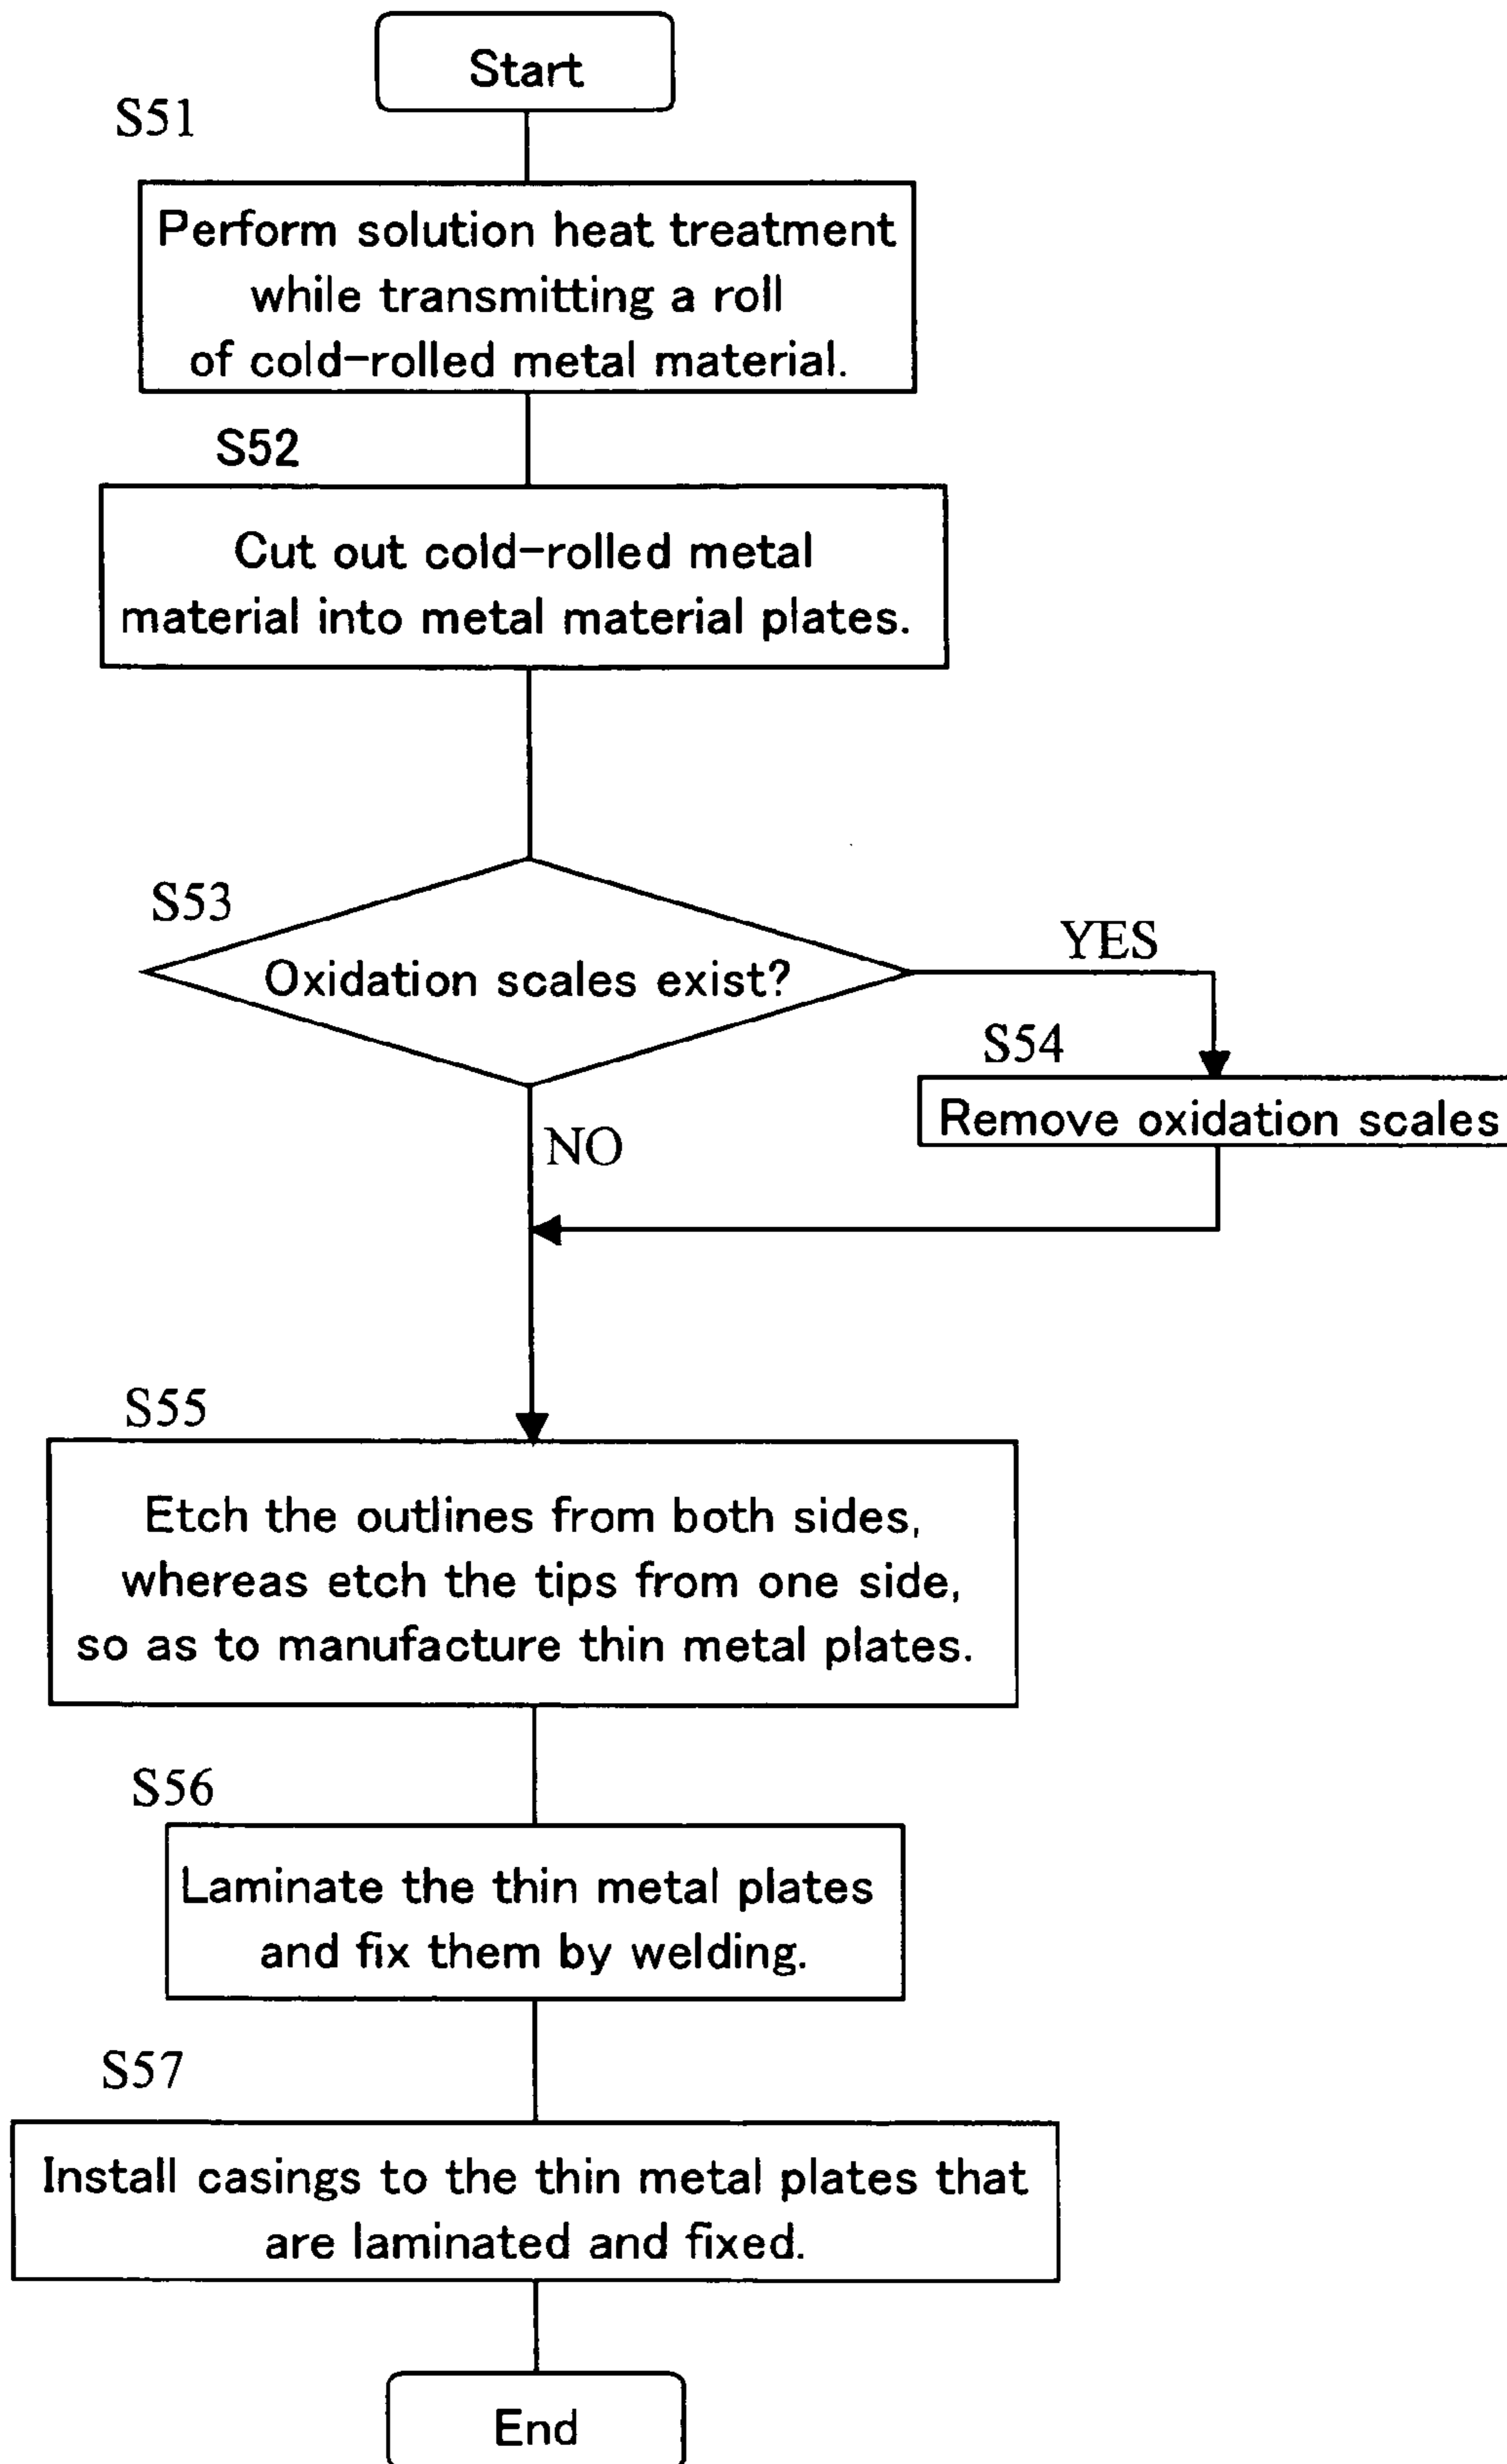 Start
S51
Perform solution heat treatment
while transmitting a roll
of cold-rolled metal material.
S52
Cut out cold-rolled metal
material into metal material plates.
S53
Oxidation scales exist?
YES
S54
Remove oxidation scales
NO
S55
Etch the outlines from both sides,
whereas etch the tips from one side,
so as to manufacture thin metal plates.
S56
Laminate the thin metal plates
and fix them by welding.
S57
Install casings to the thin metal plates that
are laminated and fixed.
End